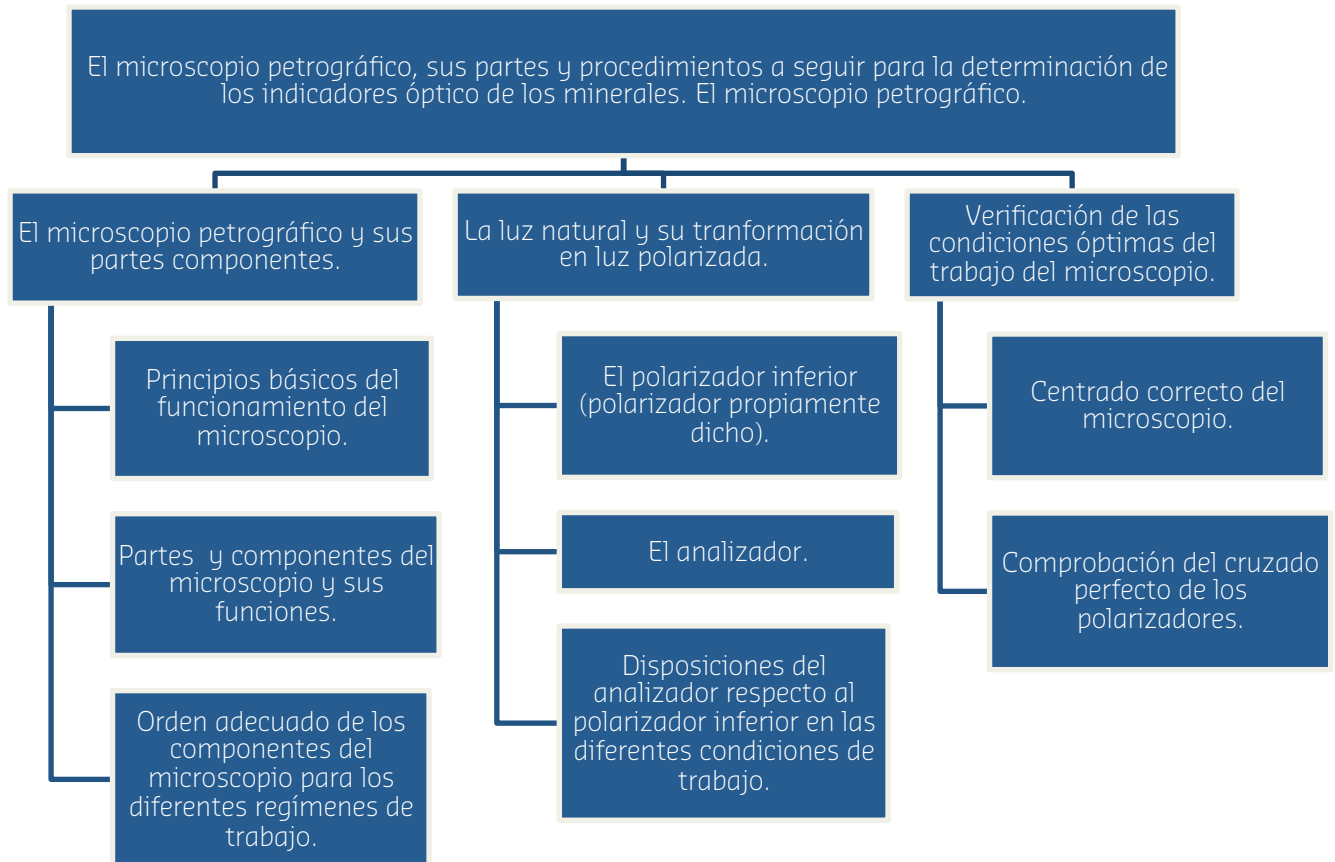 El microscopio petrográfico, sus partes y procedimientos a seguir para la determinación de
los indicadores óptico de los minerales. El microscopio petrográfico.
El microscopio petrográfico y sus
partes componentes.
Principios básicos del
funcionamiento del
microscopio.
Partes y componentes del
microscopio y sus
funciones.
Orden adecuado de los
componentes del
microscopio para los
diferentes regímenes de
trabajo.
La luz natural y su tranformación
en luz polarizada.
El polarizador inferior
(polarizador propiamente
dicho).
El analizador.
Disposiciones del
analizador respecto al
polarizador inferior en las
diferentes condiciones de
trabajo.
Verificación de las
condiciones óptimas del
trabajo del microscopio.
Centrado correcto del
microscopio.
Comprobación del cruzado
perfecto de los
polarizadores.